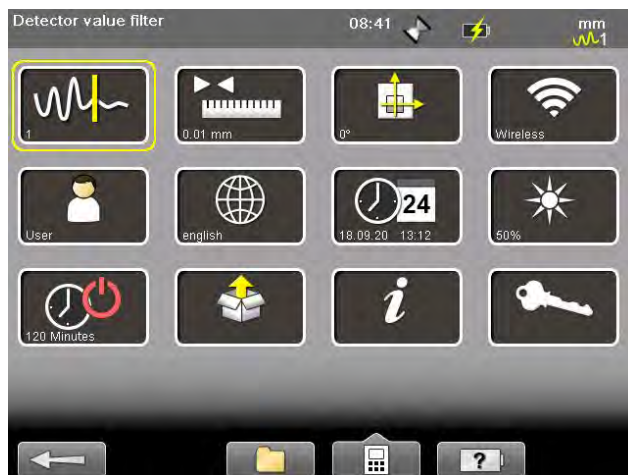 Detector value filter 08:41 mm
1
1 0.01 mm 0° Wireless
24
User english 18.09.20 13:12 50%
i
120 Minutes
?